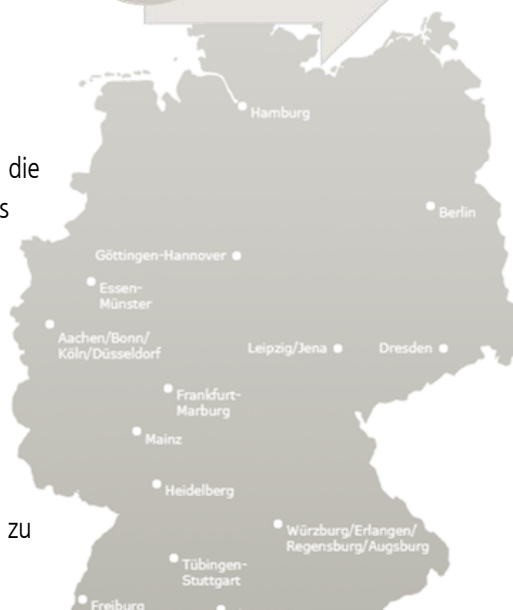 Hamburg
die
s
Berlin
Göttingen-Hannover
Essen-
Münster
Aachen/Bonn/
Köln/Düsseldorf
Leipzig/Jena
Dresden
Frankfurt-
Marburg
Mainz
Heidelberg
zu
Würzburg/Erlangen/
Regensburg/Augsburg
Tübingen-
Stuttgart
Freiburg